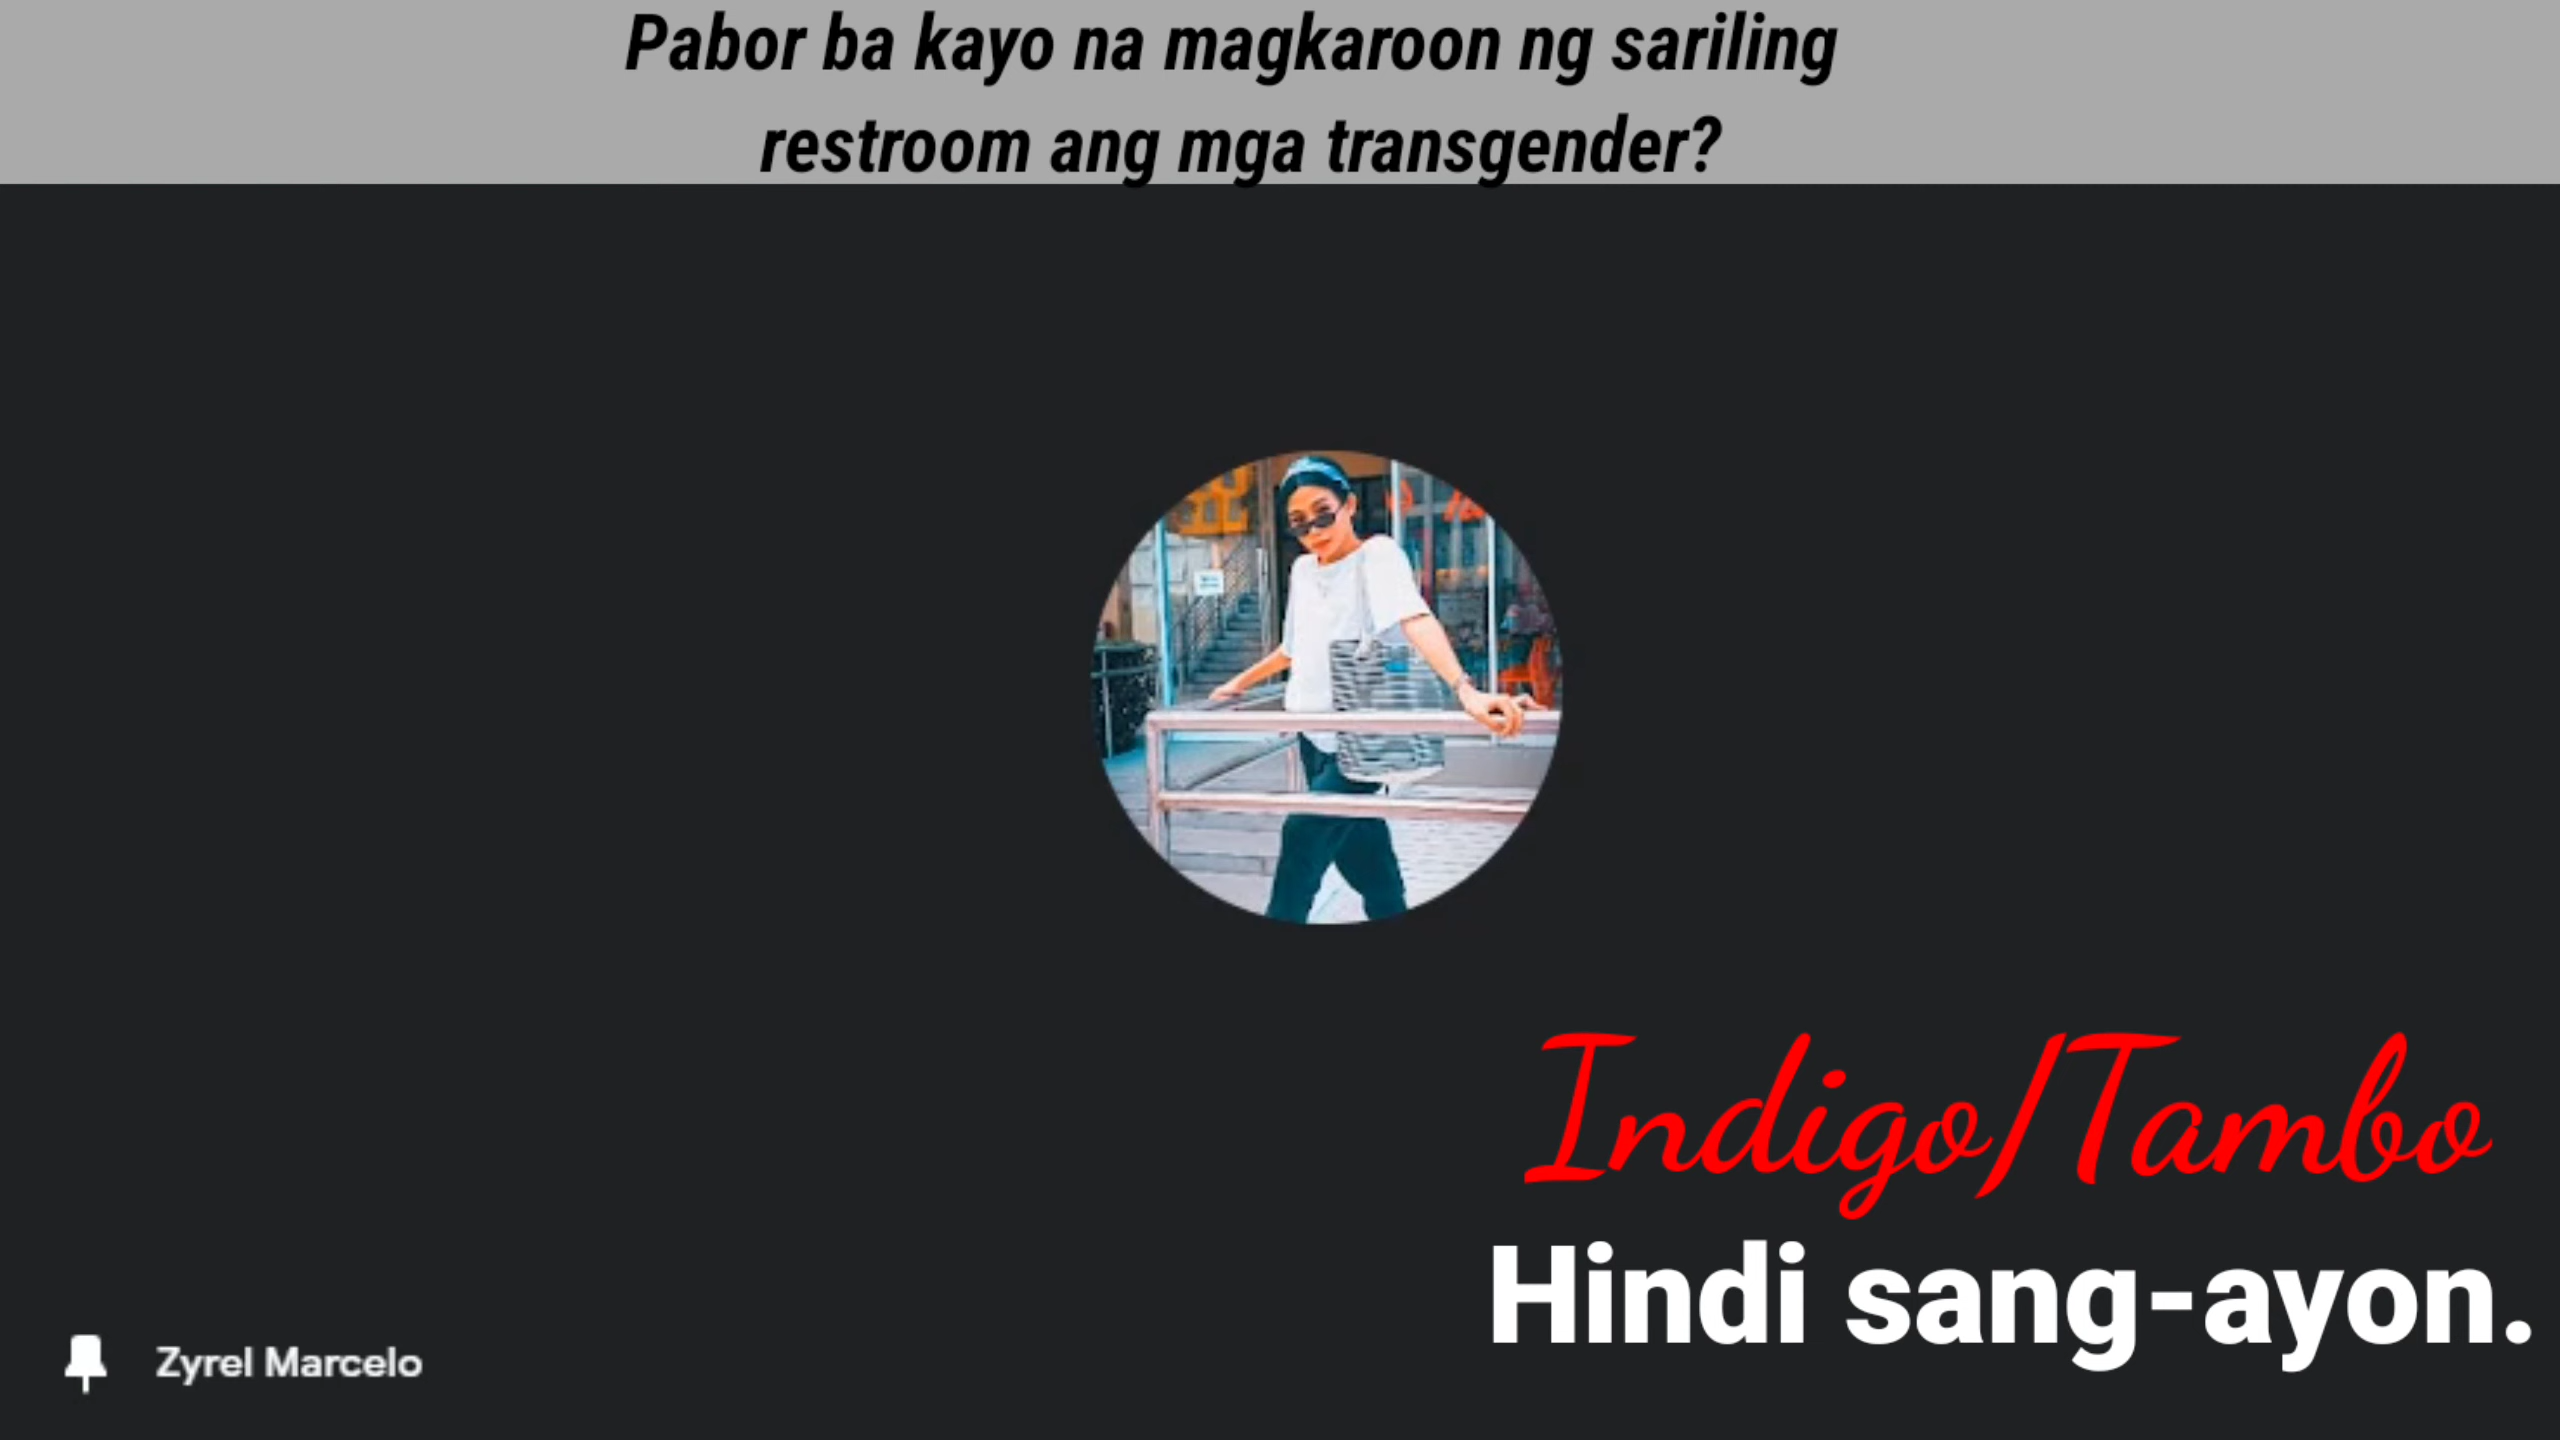 Pabor ba kayo na magkaroon ng sariling
restroom ang mga transgender?
Indigo/Tambo
Hindi sang-ayon.
Zyrel Marcelo